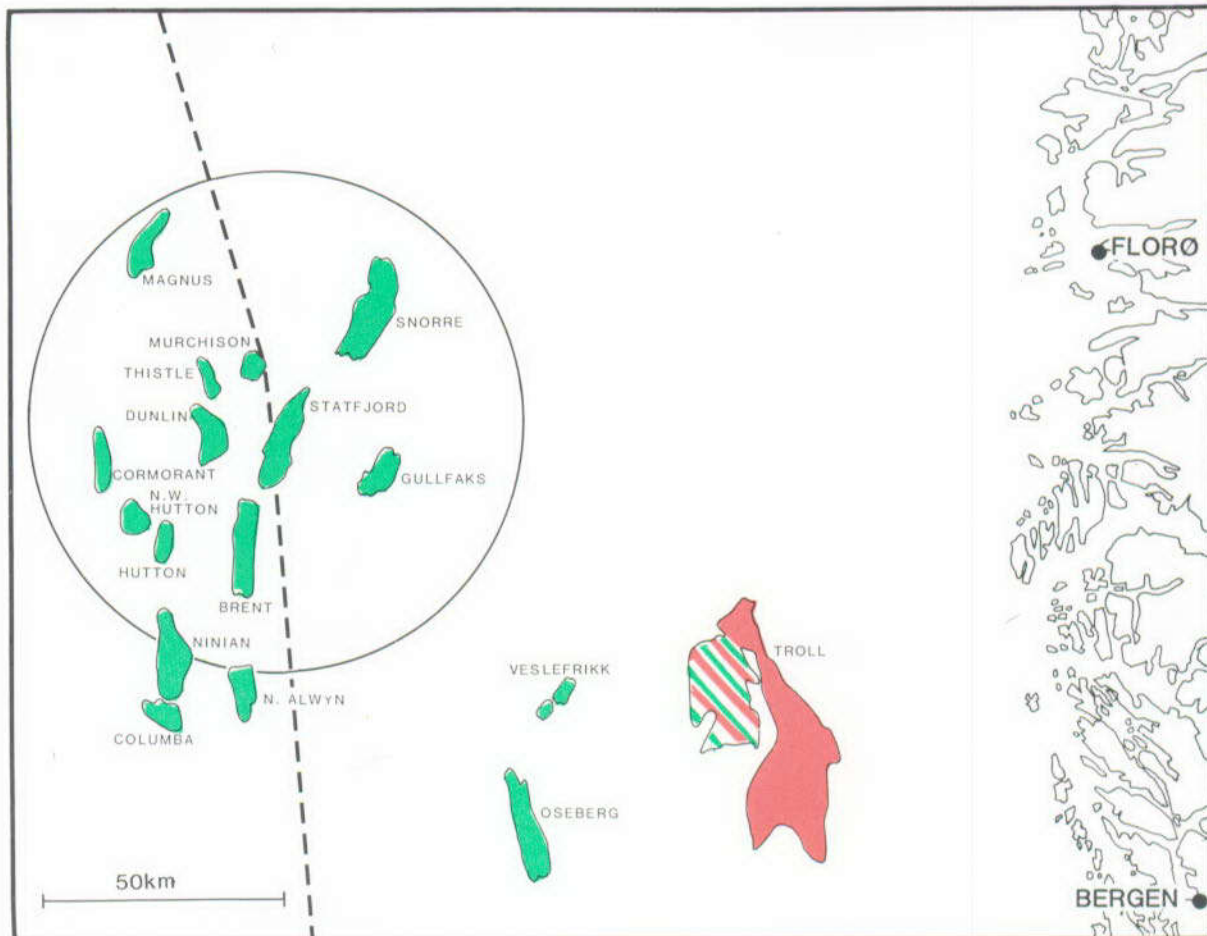 FLORØ
MAGNUS
SNORRE
MURCHISON
THISTLE
STATFJORD
DUNLIN
CORMORANT
GULLFAKS
N.W.
HUTTON
HUTTON
BRENT
NINIAN
TROLL
VESLEFRIKK
N. ALWYN
COLUMBA
OSEBERG
50km
BERGEN